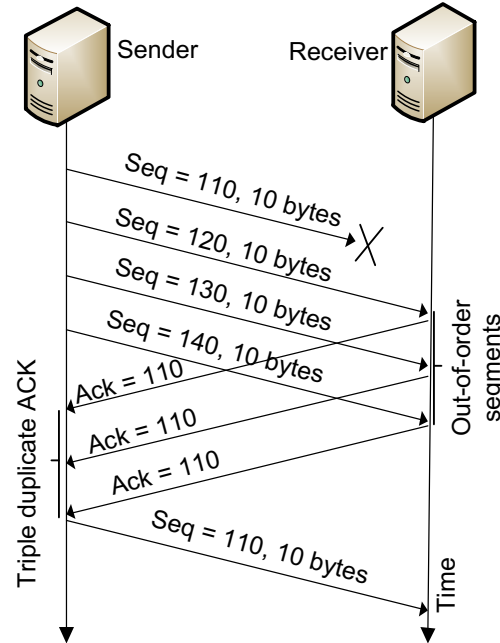 Sender
Receiver
Seq = 110, 10 bytes
Seq = 120, 10 bytes
Seq = 130, 10 bytes
Seq = 140, 10 bytes
Out-of-order
segments
Ack = 110
Ack = 110
Ack = 110
Triple duplicate ACK
Seq = 110, 10 bytes
Time